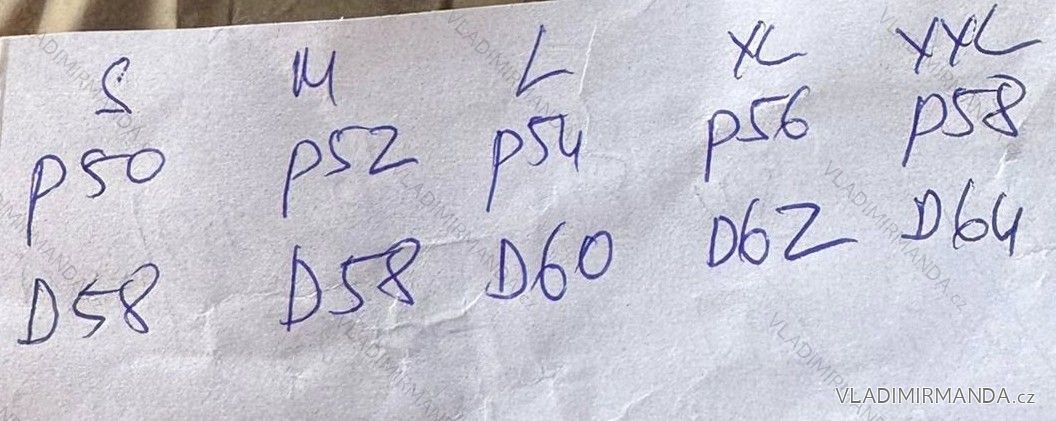 S M L XL XXL
P50 P52 P54 P56 P58
D58 D58 D60 D62 D64
VLADIMIRMANDA.cz